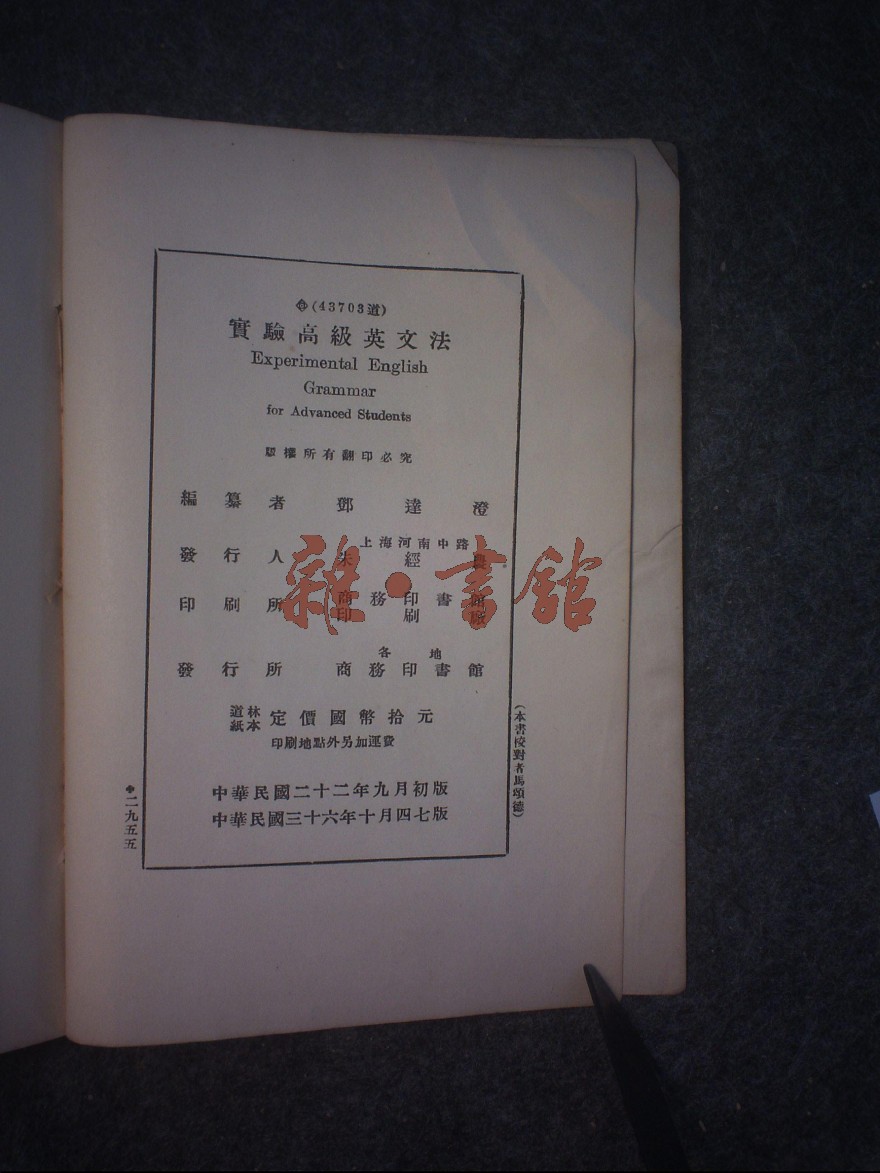 (43703道)
實驗高級英文法
Experimental English
Grammar
for Advanced Students
版權所有翻印必究
編纂者 鄧達澄
上海河南中路
發行人 朱經農
印刷所 商務印書館
印刷廠
各地
發行所 商務印書館
道林
紙本 定價國幣拾元
印刷地點外另加運費
中華民國二十二年九月初版
中華民國三十六年十月四七版
(本書校對者馬頌德)
二九五五
雜·書館